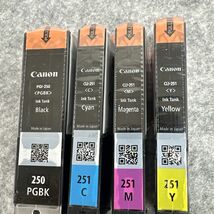 Canon
PGI-250
(PGBK)
Ink Tank
Black
Made in Japan
250
PGBK
Canon
CLI-251
(C)
Ink Tank
Cyan
Made in Japan
251
C
Canon
CLI-251
(M)
Ink Tank
Magenta
Made in Japan
251
M
Canon
CLI-251
(Y)
Ink Tank
Yellow
Made in Japan
251
Y